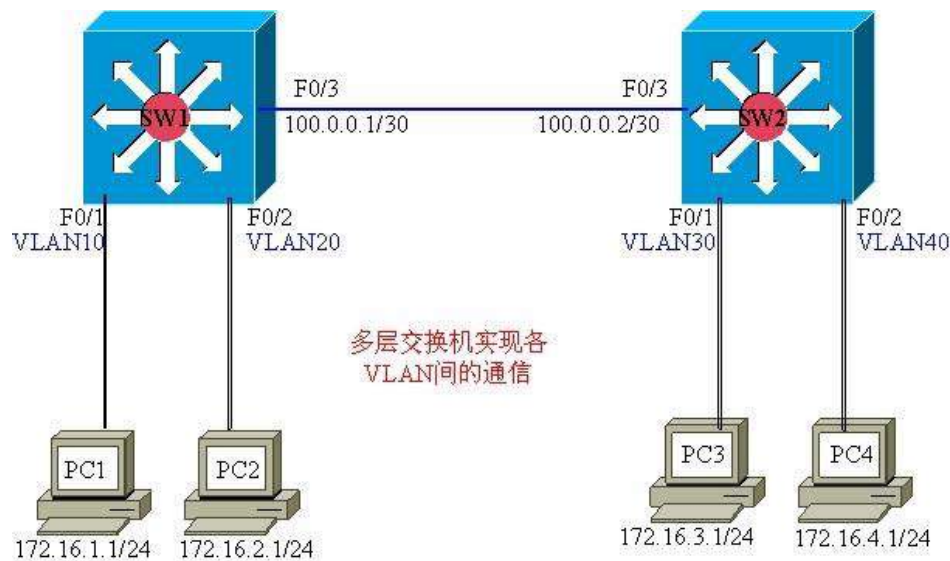 SW1
F0/3
100.0.0.1/30
F0/3
100.0.0.2/30
SW2
F0/1
VLAN10
F0/2
VLAN20
F0/1
VLAN30
F0/2
VLAN40
多层交换机实现各
VLAN间的通信
PC1
PC2
PC3
PC4
172.16.1.1/24
172.16.2.1/24
172.16.3.1/24
172.16.4.1/24